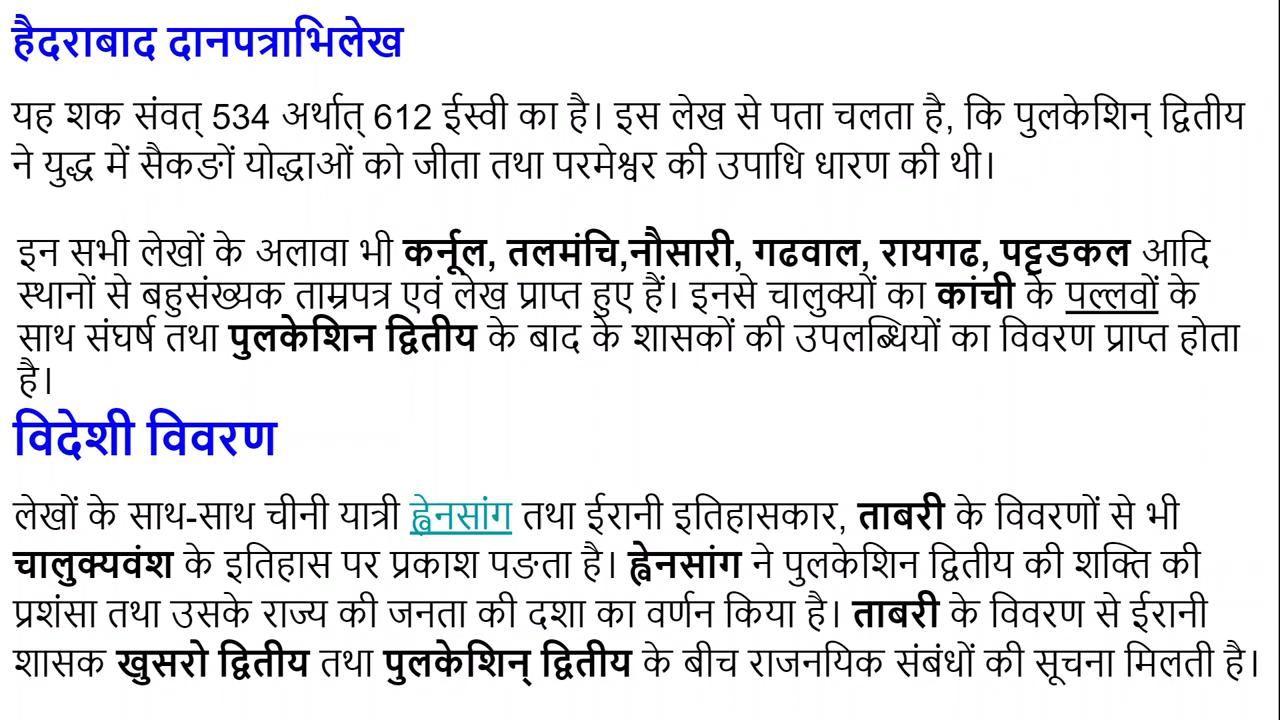 हैदराबाद दानपत्राभिलेख
यह शक संवत् 534 अर्थात् 612 ईस्वी का है। इस लेख से पता चलता है, कि पुलकेशिन् द्वितीय
ने युद्ध में सैकङों योद्धाओं को जीता तथा परमेश्वर की उपाधि धारण की थी।
इन सभी लेखों के अलावा भी कर्नूल, तलमंचि,नौसारी, गढवाल, रायगढ, पट्टडकल आदि
स्थानों से बहुसंख्यक ताम्रपत्र एवं लेख प्राप्त हुए हैं। इनसे चालुक्यों का कांची के पल्लवों के
साथ संघर्ष तथा पुलकेशिन द्वितीय के बाद के शासकों की उपलब्धियों का विवरण प्राप्त होता
है।
विदेशी विवरण
लेखों के साथ-साथ चीनी यात्री ह्वेनसांग तथा ईरानी इतिहासकार, ताबरी के विवरणों से भी
चालुक्यवंश के इतिहास पर प्रकाश पङता है। ह्वेनसांग ने पुलकेशिन द्वितीय की शक्ति की
प्रशंसा तथा उसके राज्य की जनता की दशा का वर्णन किया है। ताबरी के विवरण से ईरानी
शासक खुसरो द्वितीय तथा पुलकेशिन् द्वितीय के बीच राजनयिक संबंधों की सूचना मिलती है।